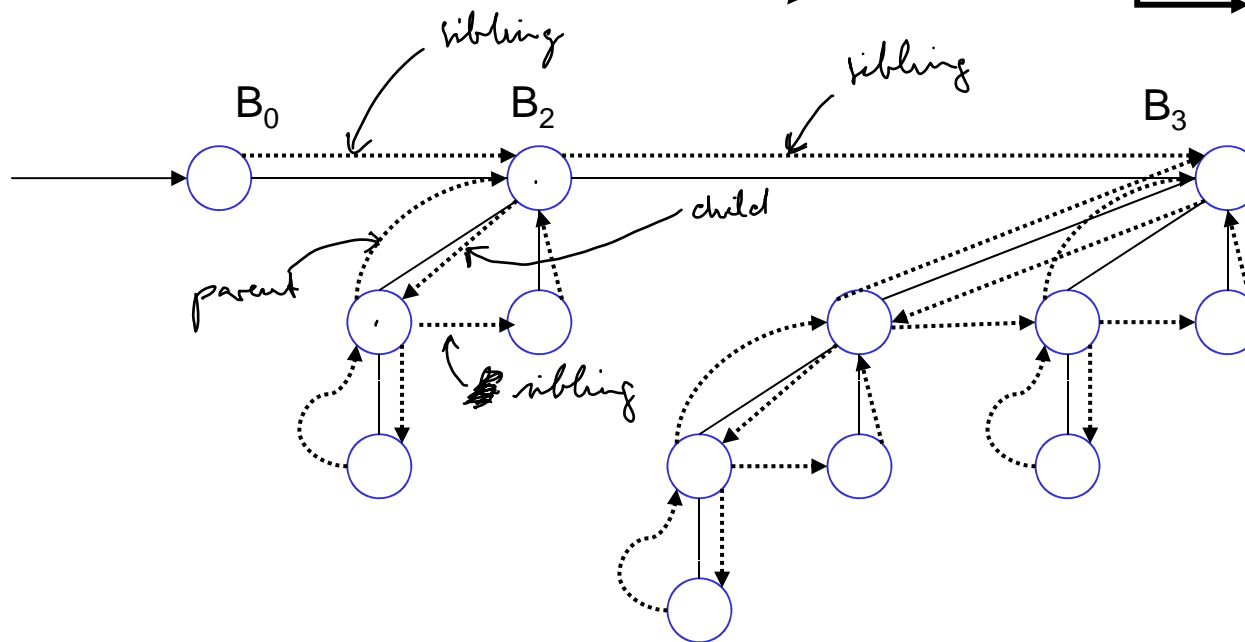 sibling
sibling
B₀
B₂
B₃
child
parent
sibling